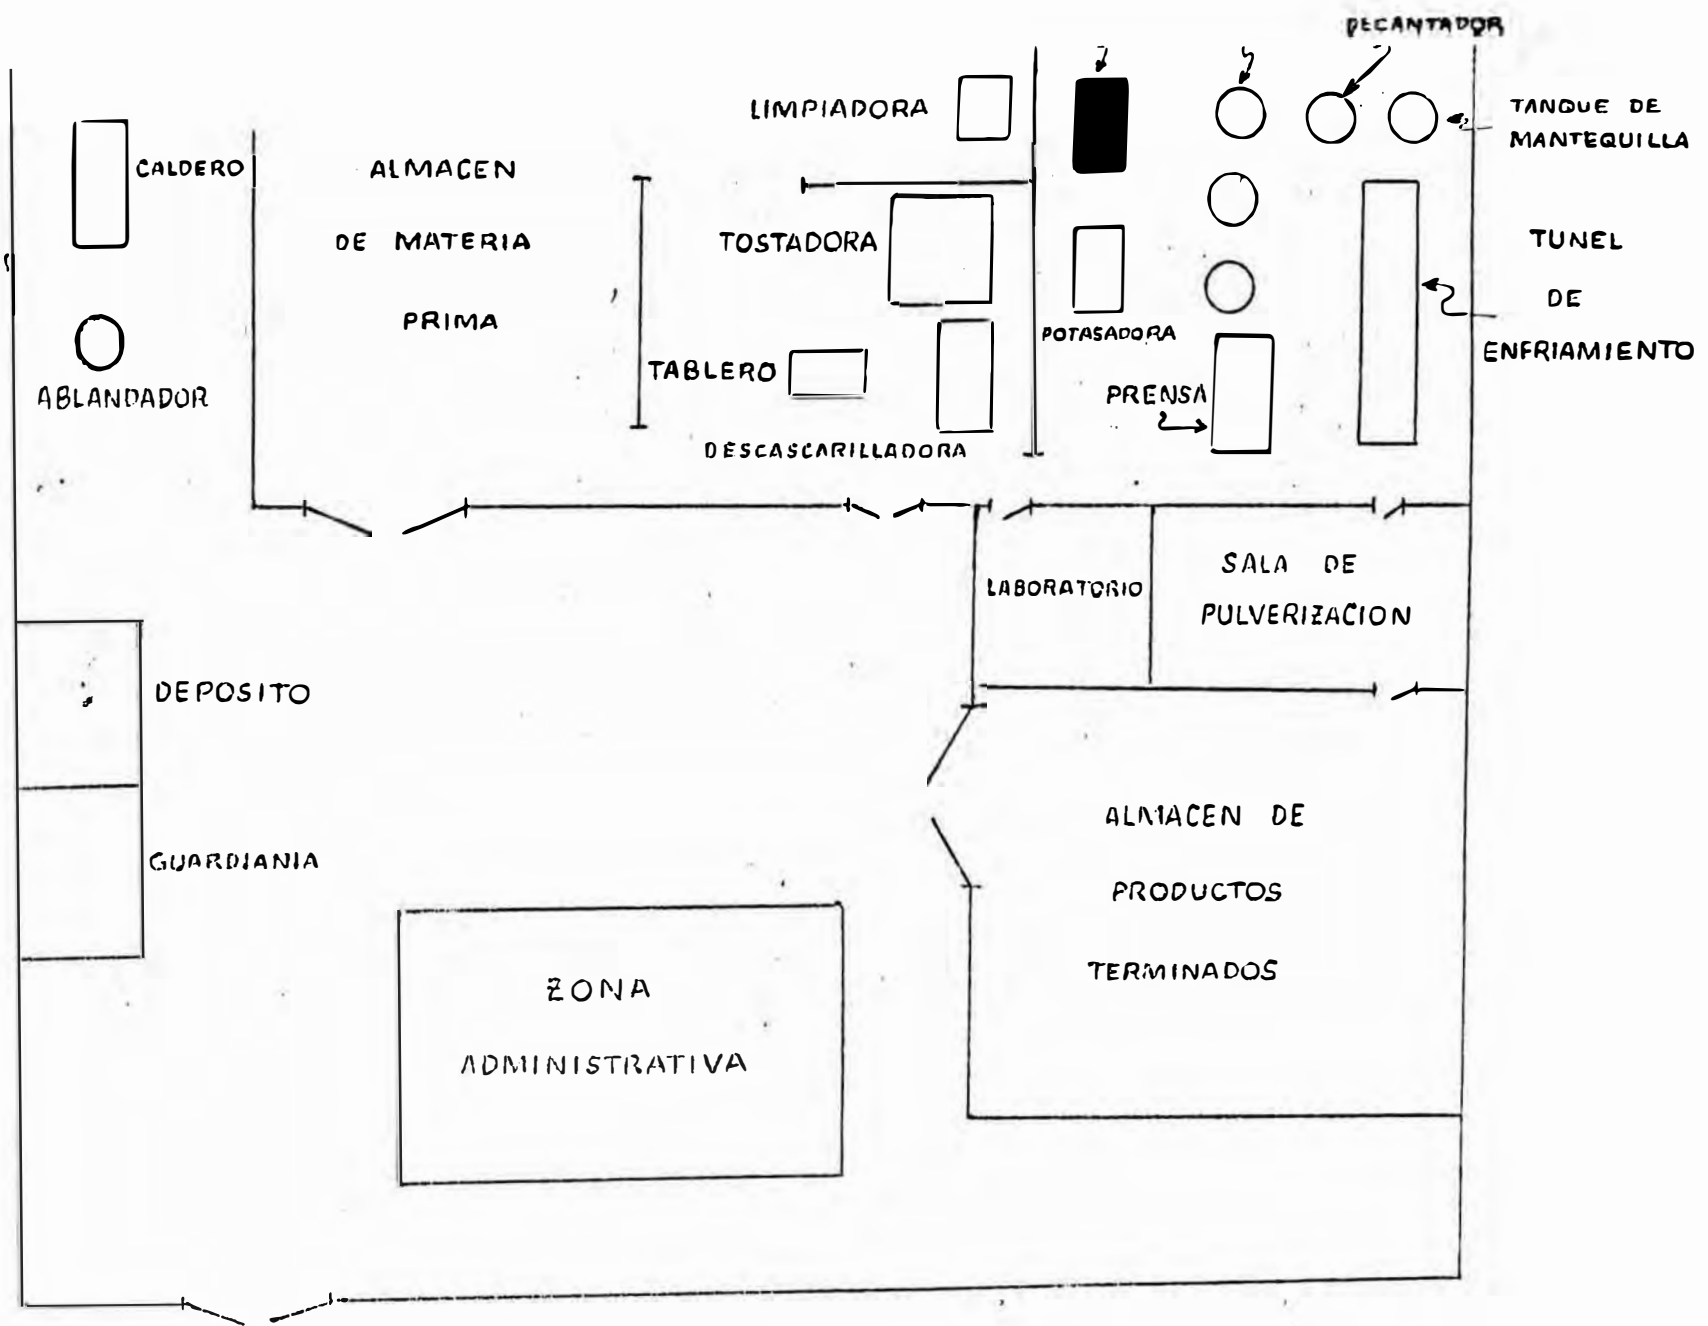 DECANTADOR
LIMPIADORA
TANQUE DE
MANTEQUILLA
CALDERO
ALMACEN
DE MATERIA
PRIMA
TOSTADORA
TUNEL
DE
ENFRIAMIENTO
POTASADORA
TABLERO
PRENSA
ABLANDADOR
DESCASCARILLADORA
LABORATORIO
SALA DE
PULVERIZACION
DEPOSITO
GUARDIANIA
ALMACEN DE
PRODUCTOS
TERMINADOS
ZONA
ADMINISTRATIVA